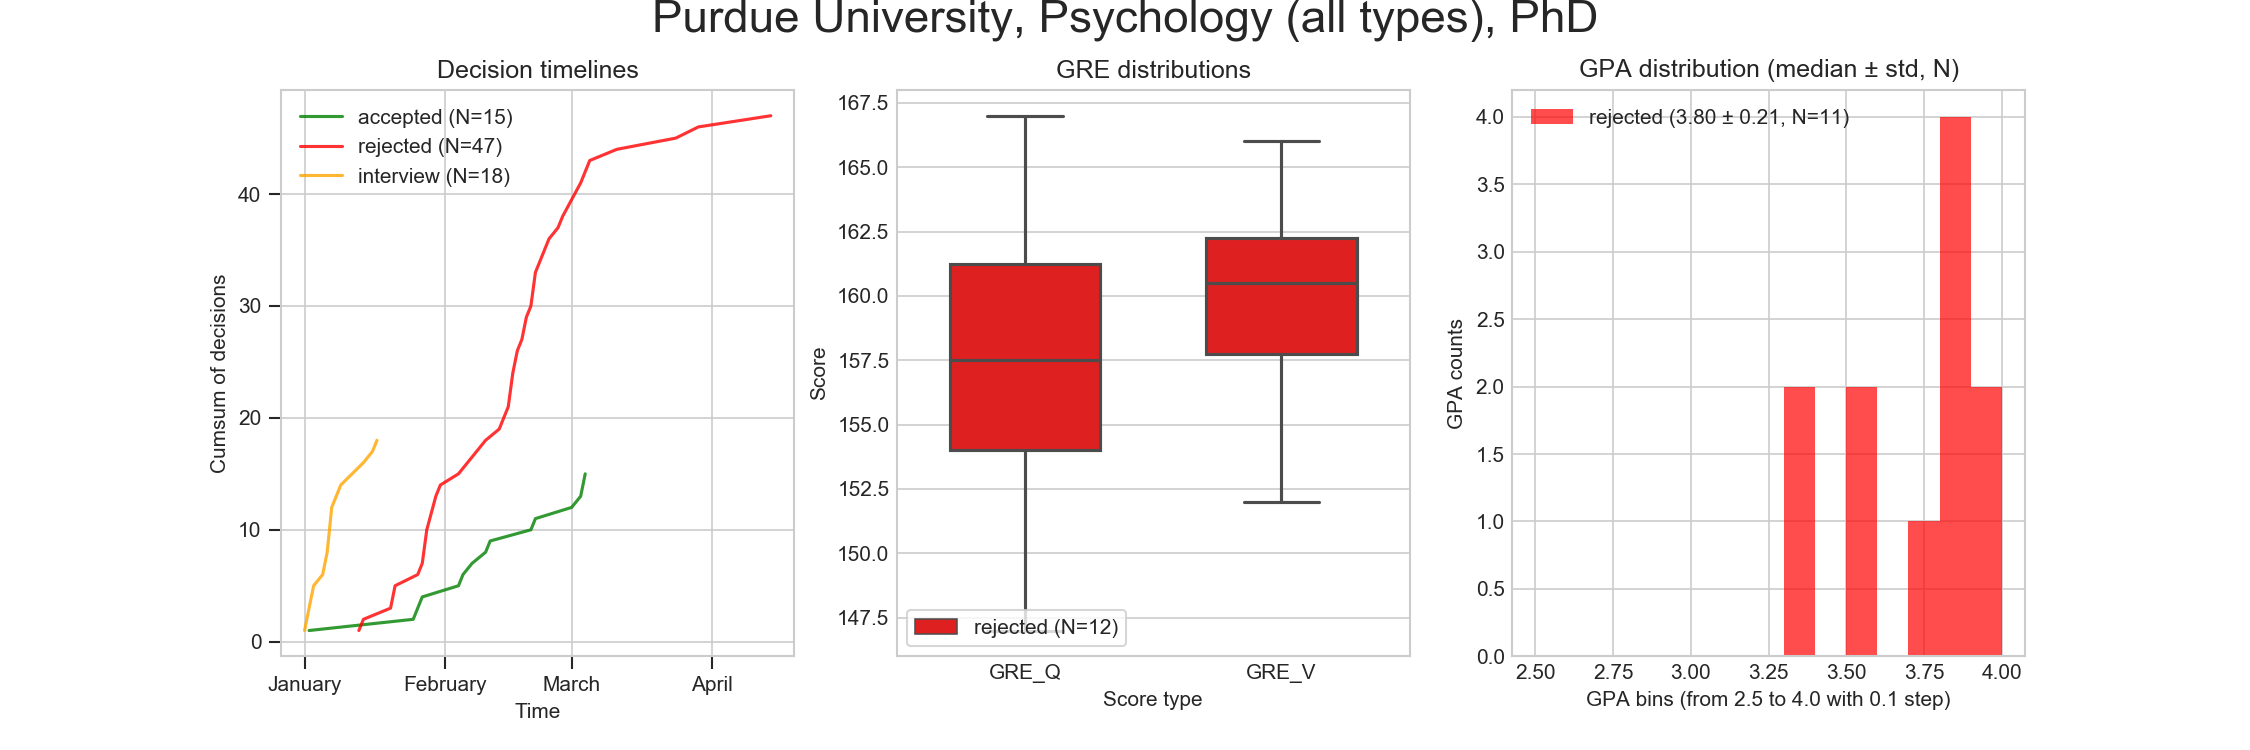 Purdue University, Psychology (all types), PhD
Decision timelines
accepted (N=15)
rejected (N=47)
interview (N=18)
Cumsum of decisions
40
30
20
10
0
January
February
March
April
Time
GRE distributions
Score
167.5
165.0
162.5
160.0
157.5
155.0
152.5
150.0
147.5
rejected (N=12)
GRE_Q
GRE_V
Score type
GPA distribution (median ± std, N)
rejected (3.80 ± 0.21, N=11)
GPA counts
4.0
3.5
3.0
2.5
2.0
1.5
1.0
0.5
0.0
2.50
2.75
3.00
3.25
3.50
3.75
4.00
GPA bins (from 2.5 to 4.0 with 0.1 step)